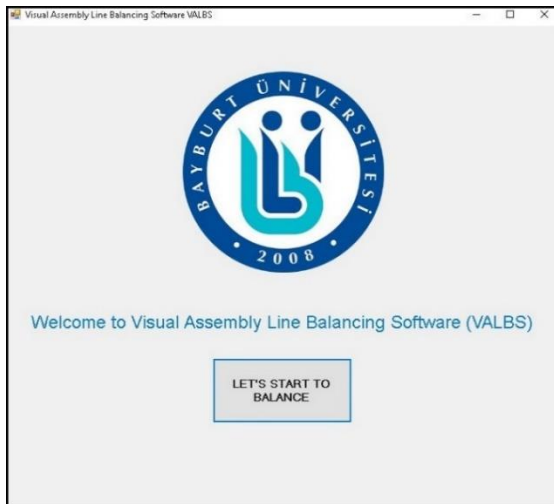 Visual Assembly Line Balancing Software VALBS
BAYBURT ÜNİVERSİTESİ
• 2008 •
Welcome to Visual Assembly Line Balancing Software (VALBS)
LET'S START TO
BALANCE